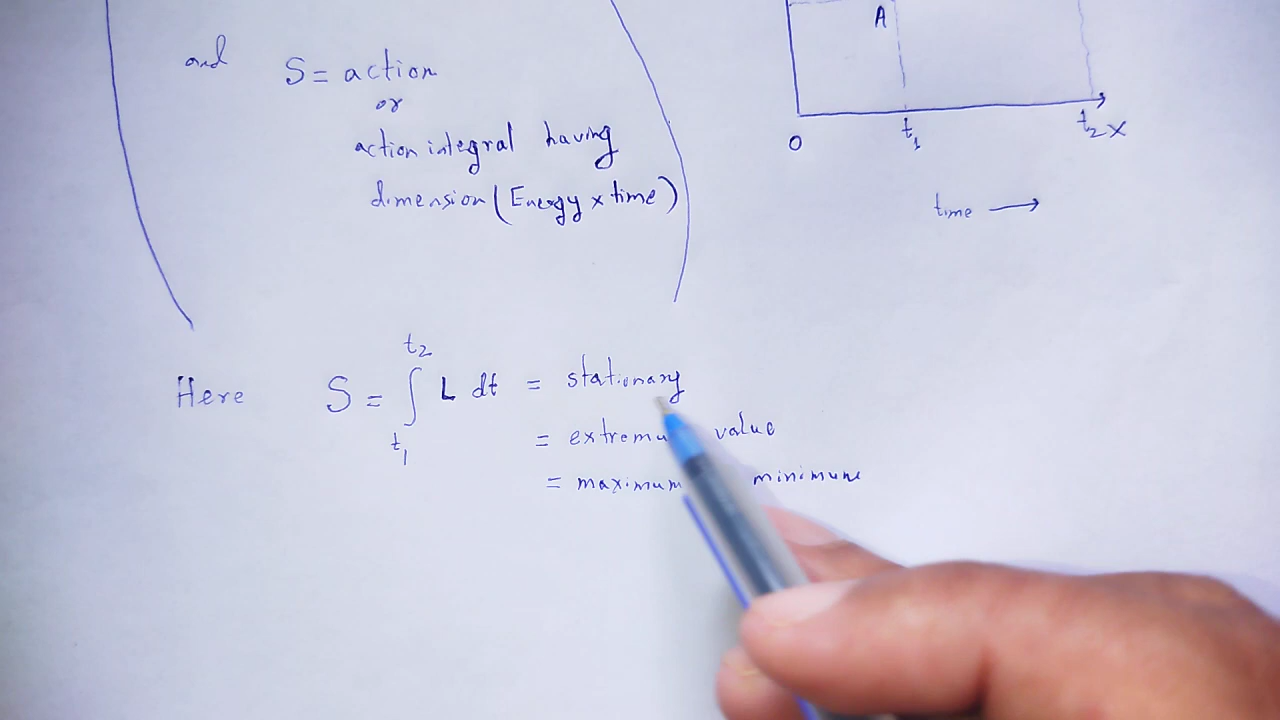 and S = action
or
action integral having
dimension (Energy x time)
A
0 t₁ t₂ X
time →
t₂
Here S = ∫ L dt = stationary
t₁
= value
= maximum minimum